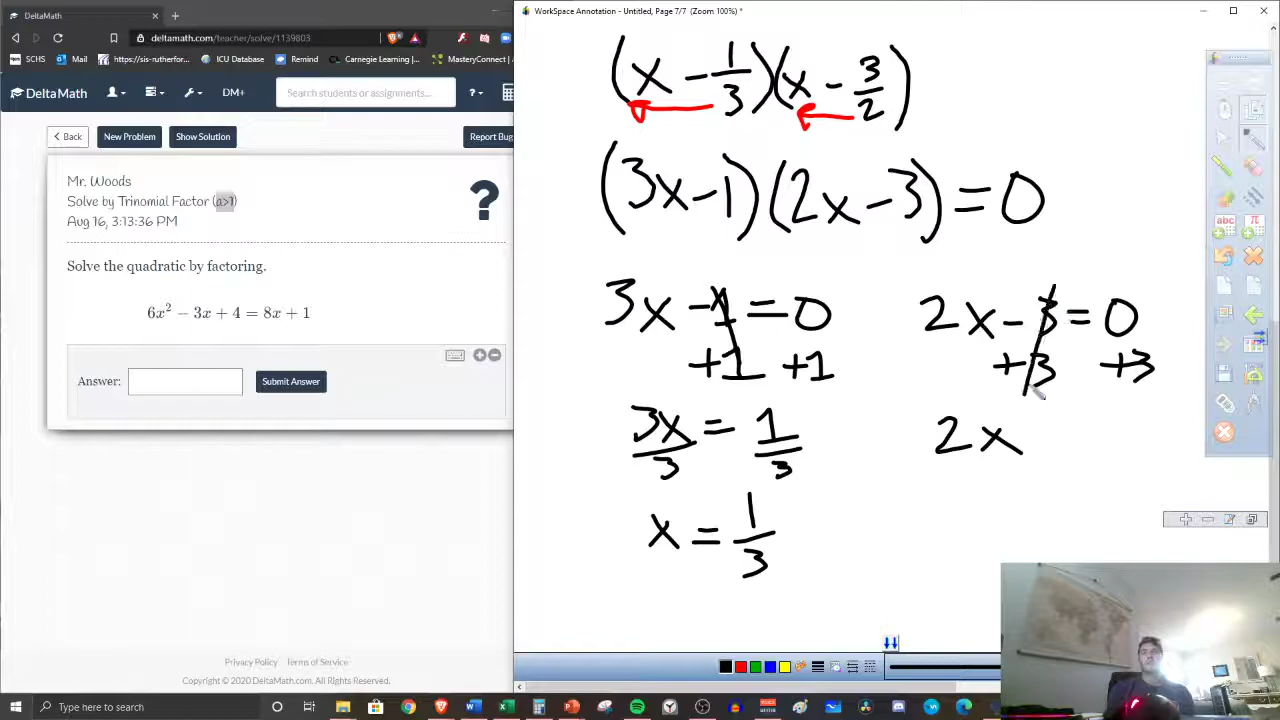 DeltaMath
deltamath.com/teacher/solve/1139803
SCHS
Mail
https://sis-rutherfor...
ICU Database
Journal
Carnegie Learning,...
MasteryConnect |...
DeltaMath
DM+
Search students/assignments...
Back
New Problem
Show Solution
Report Bug
Mr. Woods
Solve by Trinomial Factor (a>1)
Aug 16, 3:13:36 PM
?
Solve the quadratic by factoring.
6x² − 3x + 4 = 8x + 1
Answer:
Submit Answer
Privacy Policy
Terms of Service
Copyright © 2020 DeltaMath.com. All Rights Reserved.
WorkSpace Annotation - Untitled, Page 7/7 (Zoom 100%) *
(x - 1/3)(x - 3/2)
(3x-1)(2x-3)=0
3x-1=0
+1 +1
3x/3 = 1/3
x = 1/3
2x-3=0
+3 +3
2x
abc
π
Type here to search